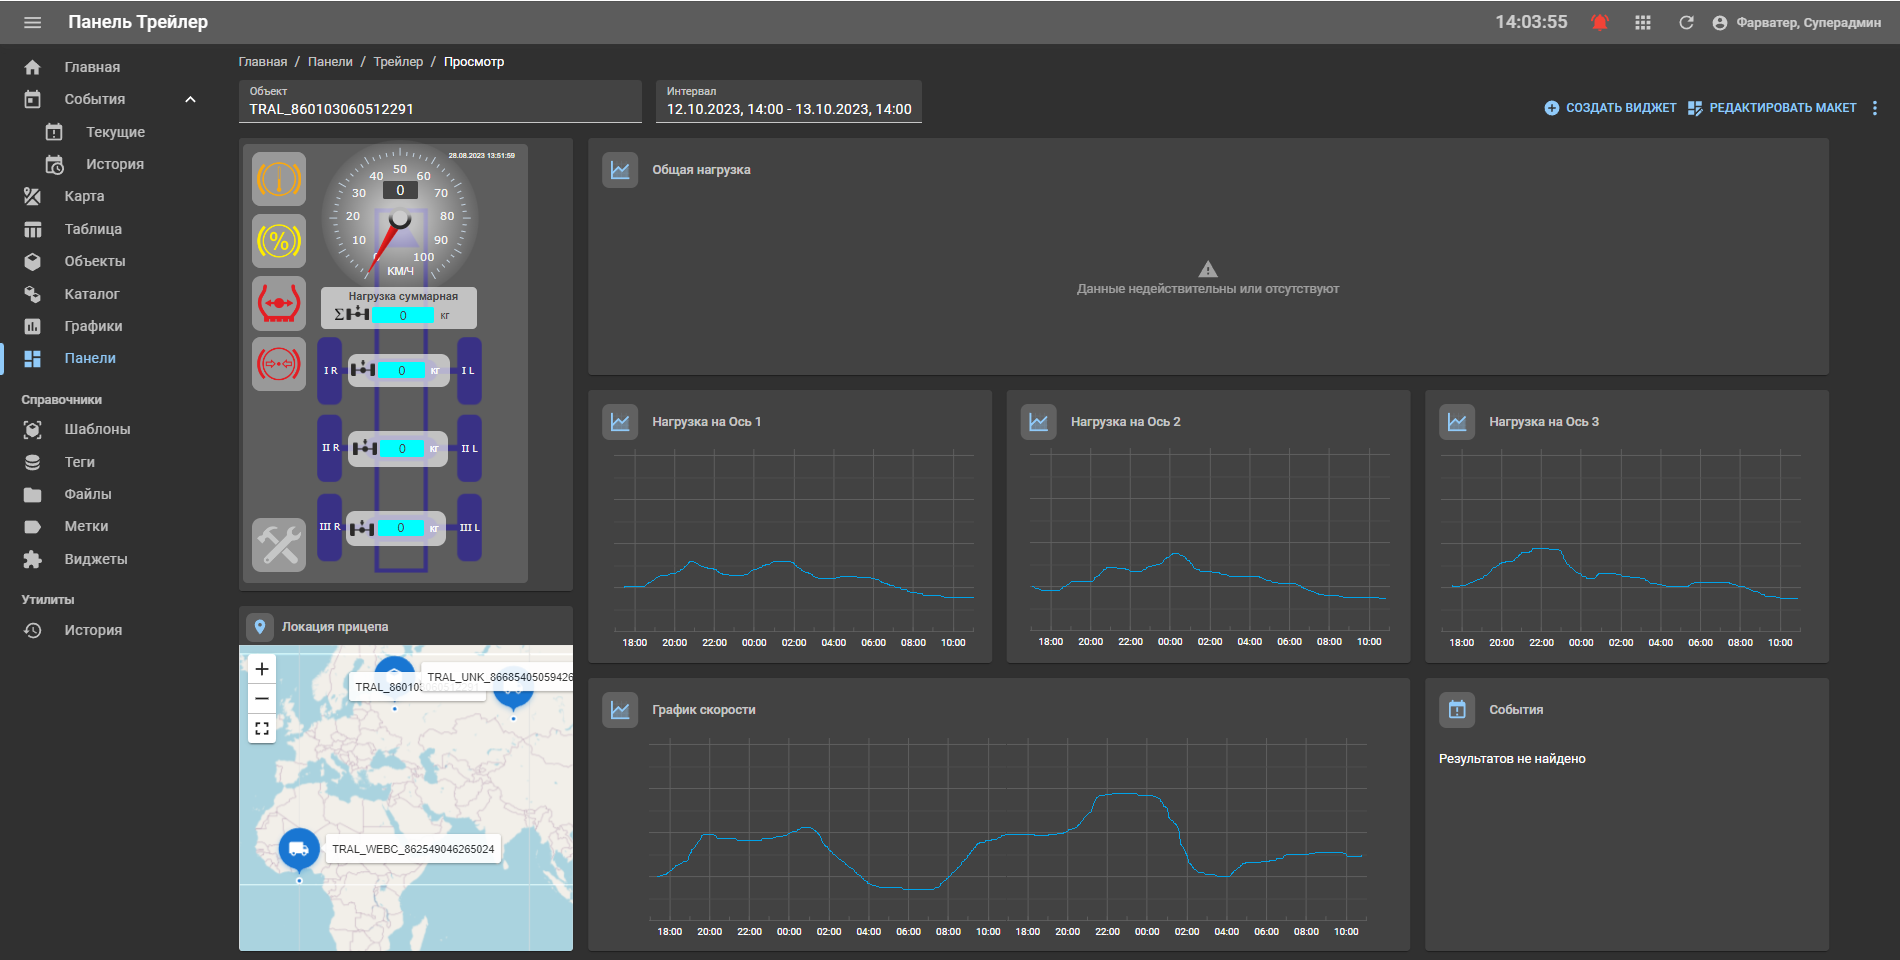 Панель Трейлер
14:03:55
Фарватер, Суперадмин
Главная
События
Текущие
История
Карта
Таблица
Объекты
Каталог
Графики
Панели
Справочники
Шаблоны
Теги
Файлы
Метки
Виджеты
Утилиты
История
Главная / Панели / Трейлер / Просмотр
Объект
TRAL_860103060512291
Интервал
12.10.2023, 14:00 - 13.10.2023, 14:00
СОЗДАТЬ ВИДЖЕТ
РЕДАКТИРОВАТЬ МАКЕТ
28.08.2023 13:51:59
0 10 20 30 40 50 60 70 80 90 100
0
КМ/Ч
%
Нагрузка суммарная
Σ 0 кг
I R 0 кг I L
II R 0 кг II L
III R 0 кг III L
Общая нагрузка
Данные недействительны или отсутствуют
Нагрузка на Ось 1
18:00 20:00 22:00 00:00 02:00 04:00 06:00 08:00 10:00
Нагрузка на Ось 2
18:00 20:00 22:00 00:00 02:00 04:00 06:00 08:00 10:00
Нагрузка на Ось 3
18:00 20:00 22:00 00:00 02:00 04:00 06:00 08:00 10:00
Локация прицепа
+
−
TRAL_UNK_86685405059426
TRAL_86010
TRAL_WEBC_862549046265024
График скорости
18:00 20:00 22:00 00:00 02:00 04:00 06:00 08:00 10:00 18:00 20:00 22:00 00:00 02:00 04:00 06:00 08:00 10:00
События
Результатов не найдено